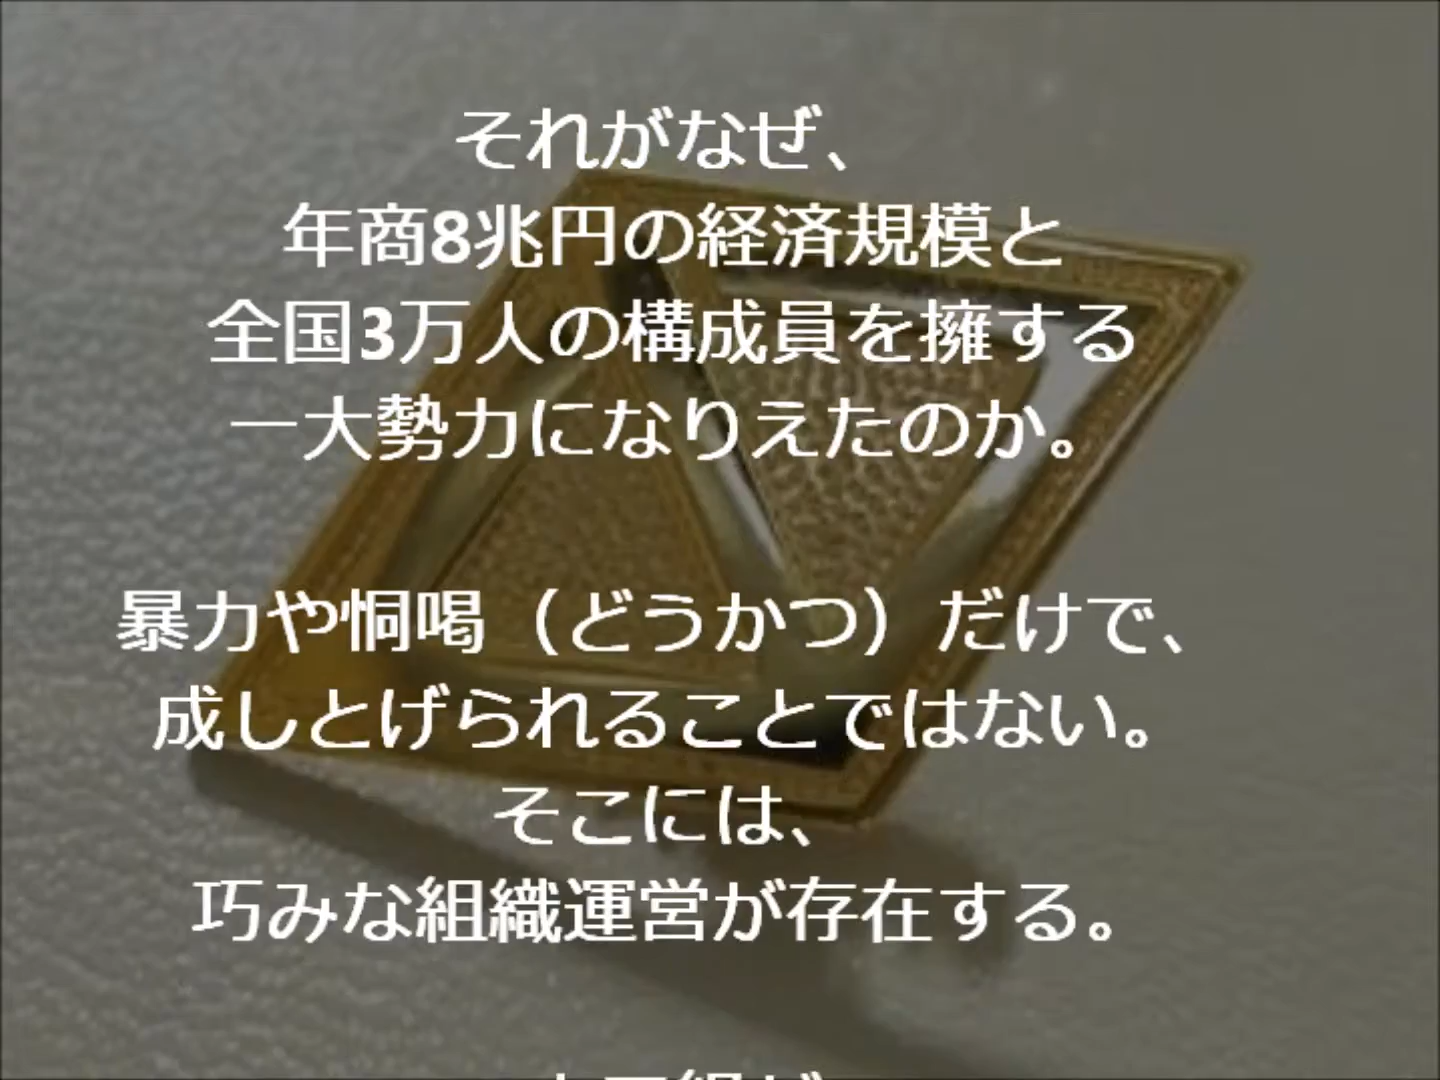 それがなぜ、
年商8兆円の経済規模と
全国3万人の構成員を擁する
一大勢力になりえたのか。
暴力や恫喝（どうかつ）だけで、
成しとげられることではない。
そこには、
巧みな組織運営が存在する。